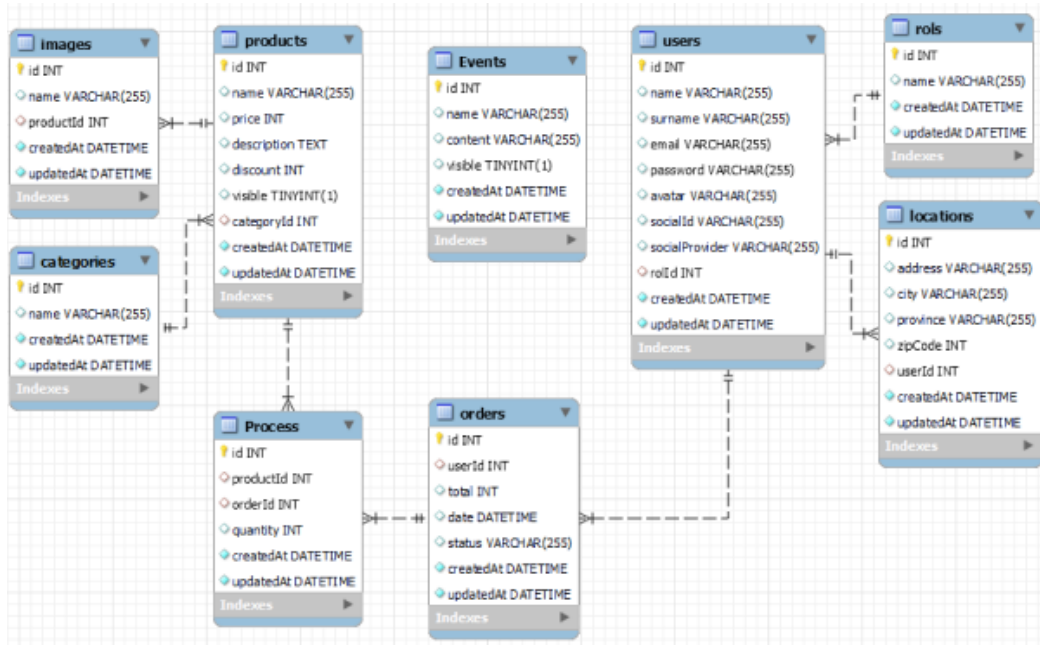 images
id INT
name VARCHAR(255)
productId INT
createdAt DATETIME
updatedAt DATETIME
Indexes
products
id INT
name VARCHAR(255)
price INT
description TEXT
discount INT
visible TINYINT(1)
categoryId INT
createdAt DATETIME
updatedAt DATETIME
Indexes
Events
id INT
name VARCHAR(255)
content VARCHAR(255)
visible TINYINT(1)
createdAt DATETIME
updatedAt DATETIME
Indexes
users
id INT
name VARCHAR(255)
surname VARCHAR(255)
email VARCHAR(255)
password VARCHAR(255)
avatar VARCHAR(255)
socialId VARCHAR(255)
socialProvider VARCHAR(255)
rolId INT
createdAt DATETIME
updatedAt DATETIME
Indexes
rols
id INT
name VARCHAR(255)
createdAt DATETIME
updatedAt DATETIME
Indexes
categories
id INT
name VARCHAR(255)
createdAt DATETIME
updatedAt DATETIME
Indexes
locations
id INT
address VARCHAR(255)
city VARCHAR(255)
province VARCHAR(255)
zipCode INT
userId INT
createdAt DATETIME
updatedAt DATETIME
Indexes
Process
id INT
productId INT
orderId INT
quantity INT
createdAt DATETIME
updatedAt DATETIME
Indexes
orders
id INT
userId INT
total INT
date DATETIME
status VARCHAR(255)
createdAt DATETIME
updatedAt DATETIME
Indexes